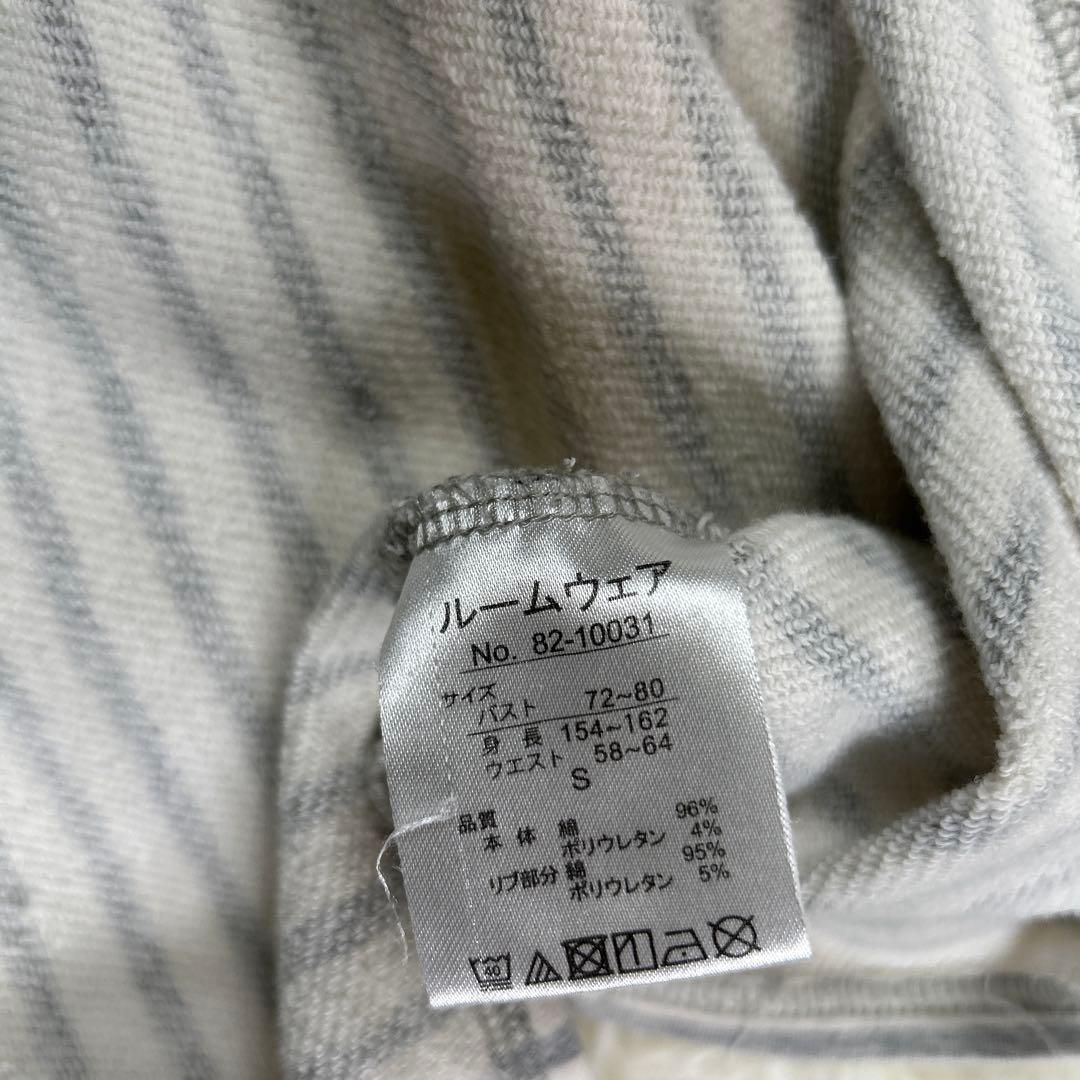 ルームウェア
No. 82-10031
サイズ
バスト 72~80
身長 154~162
ウエスト 58~64
S
品質
本体 綿 96%
ポリウレタン 4%
リブ部分 綿 95%
ポリウレタン 5%
40